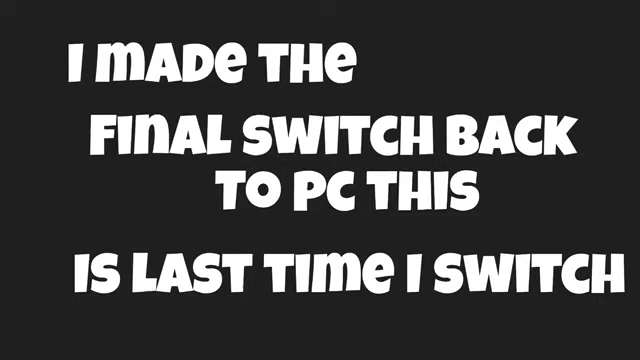 I made the
final switch back
to pc this
is last time i switch